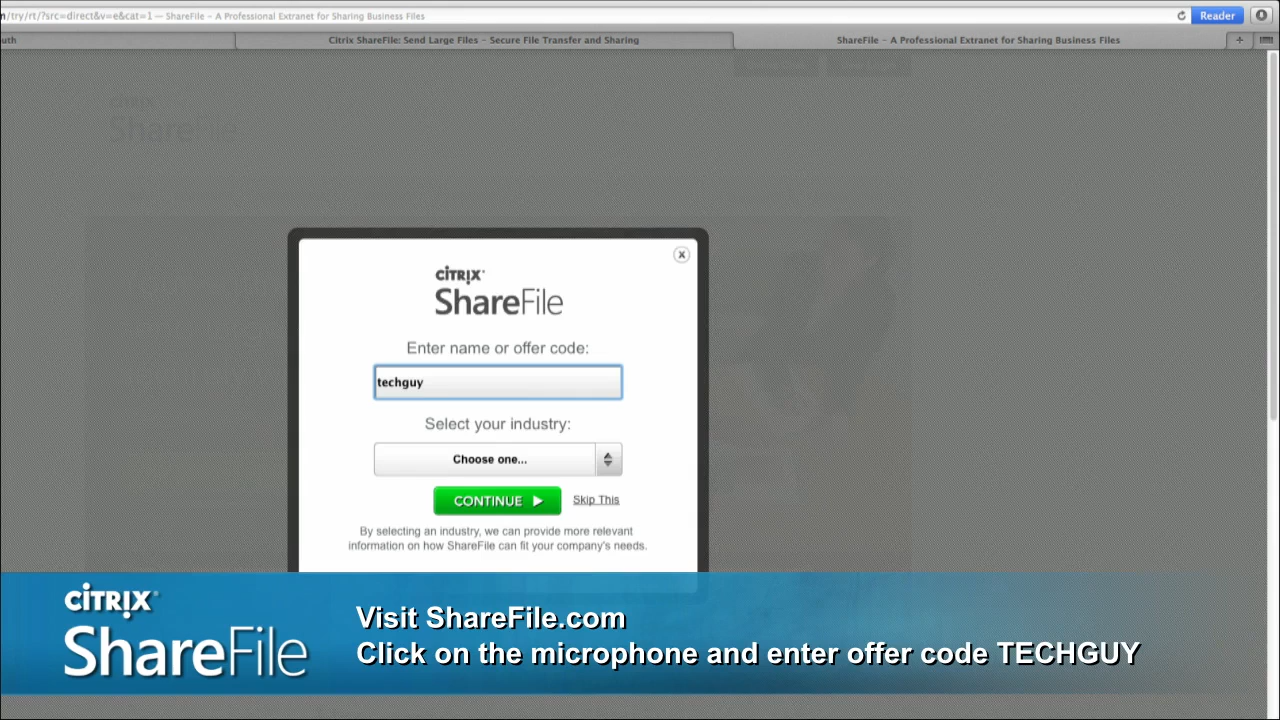 m/try/rt/?src=direct&v=e&cat=1 — ShareFile – A Professional Extranet for Sharing Business Files
Reader
uth
Citrix ShareFile: Send Large Files – Secure File Transfer and Sharing
ShareFile – A Professional Extranet for Sharing Business Files
+
citrix
ShareFile
x
CITRIX
ShareFile
Enter name or offer code:
techguy
Select your industry:
Choose one...
CONTINUE
Skip This
By selecting an industry, we can provide more relevant
information on how ShareFile can fit your company's needs.
CITRIX
ShareFile
Visit ShareFile.com
Click on the microphone and enter offer code TECHGUY